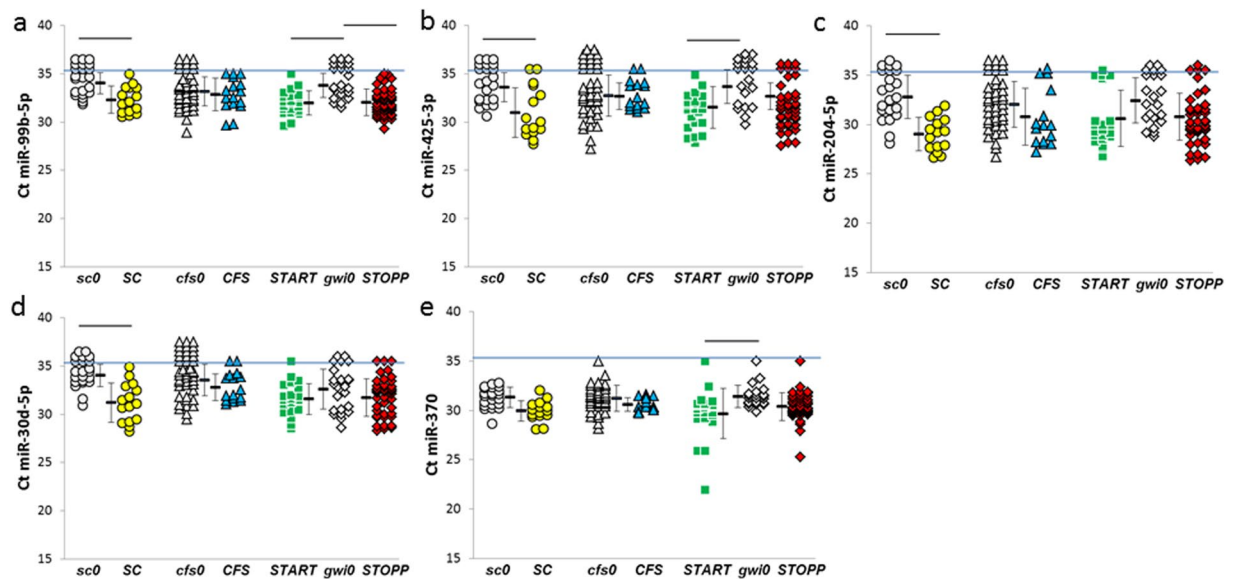 a
40
35
30
25
20
15
Ct miR-99b-5p
sc0 SC cfs0 CFS START gwi0 STOPP
b
40
35
30
25
20
15
Ct miR-425-3p
sc0 SC cfs0 CFS START gwi0 STOPP
c
40
35
30
25
20
15
Ct miR-204-5p
sc0 SC cfs0 CFS START gwi0 STOPP
d
40
35
30
25
20
15
Ct miR-30d-5p
sc0 SC cfs0 CFS START gwi0 STOPP
e
40
35
30
25
20
15
Ct miR-370
sc0 SC cfs0 CFS START gwi0 STOPP